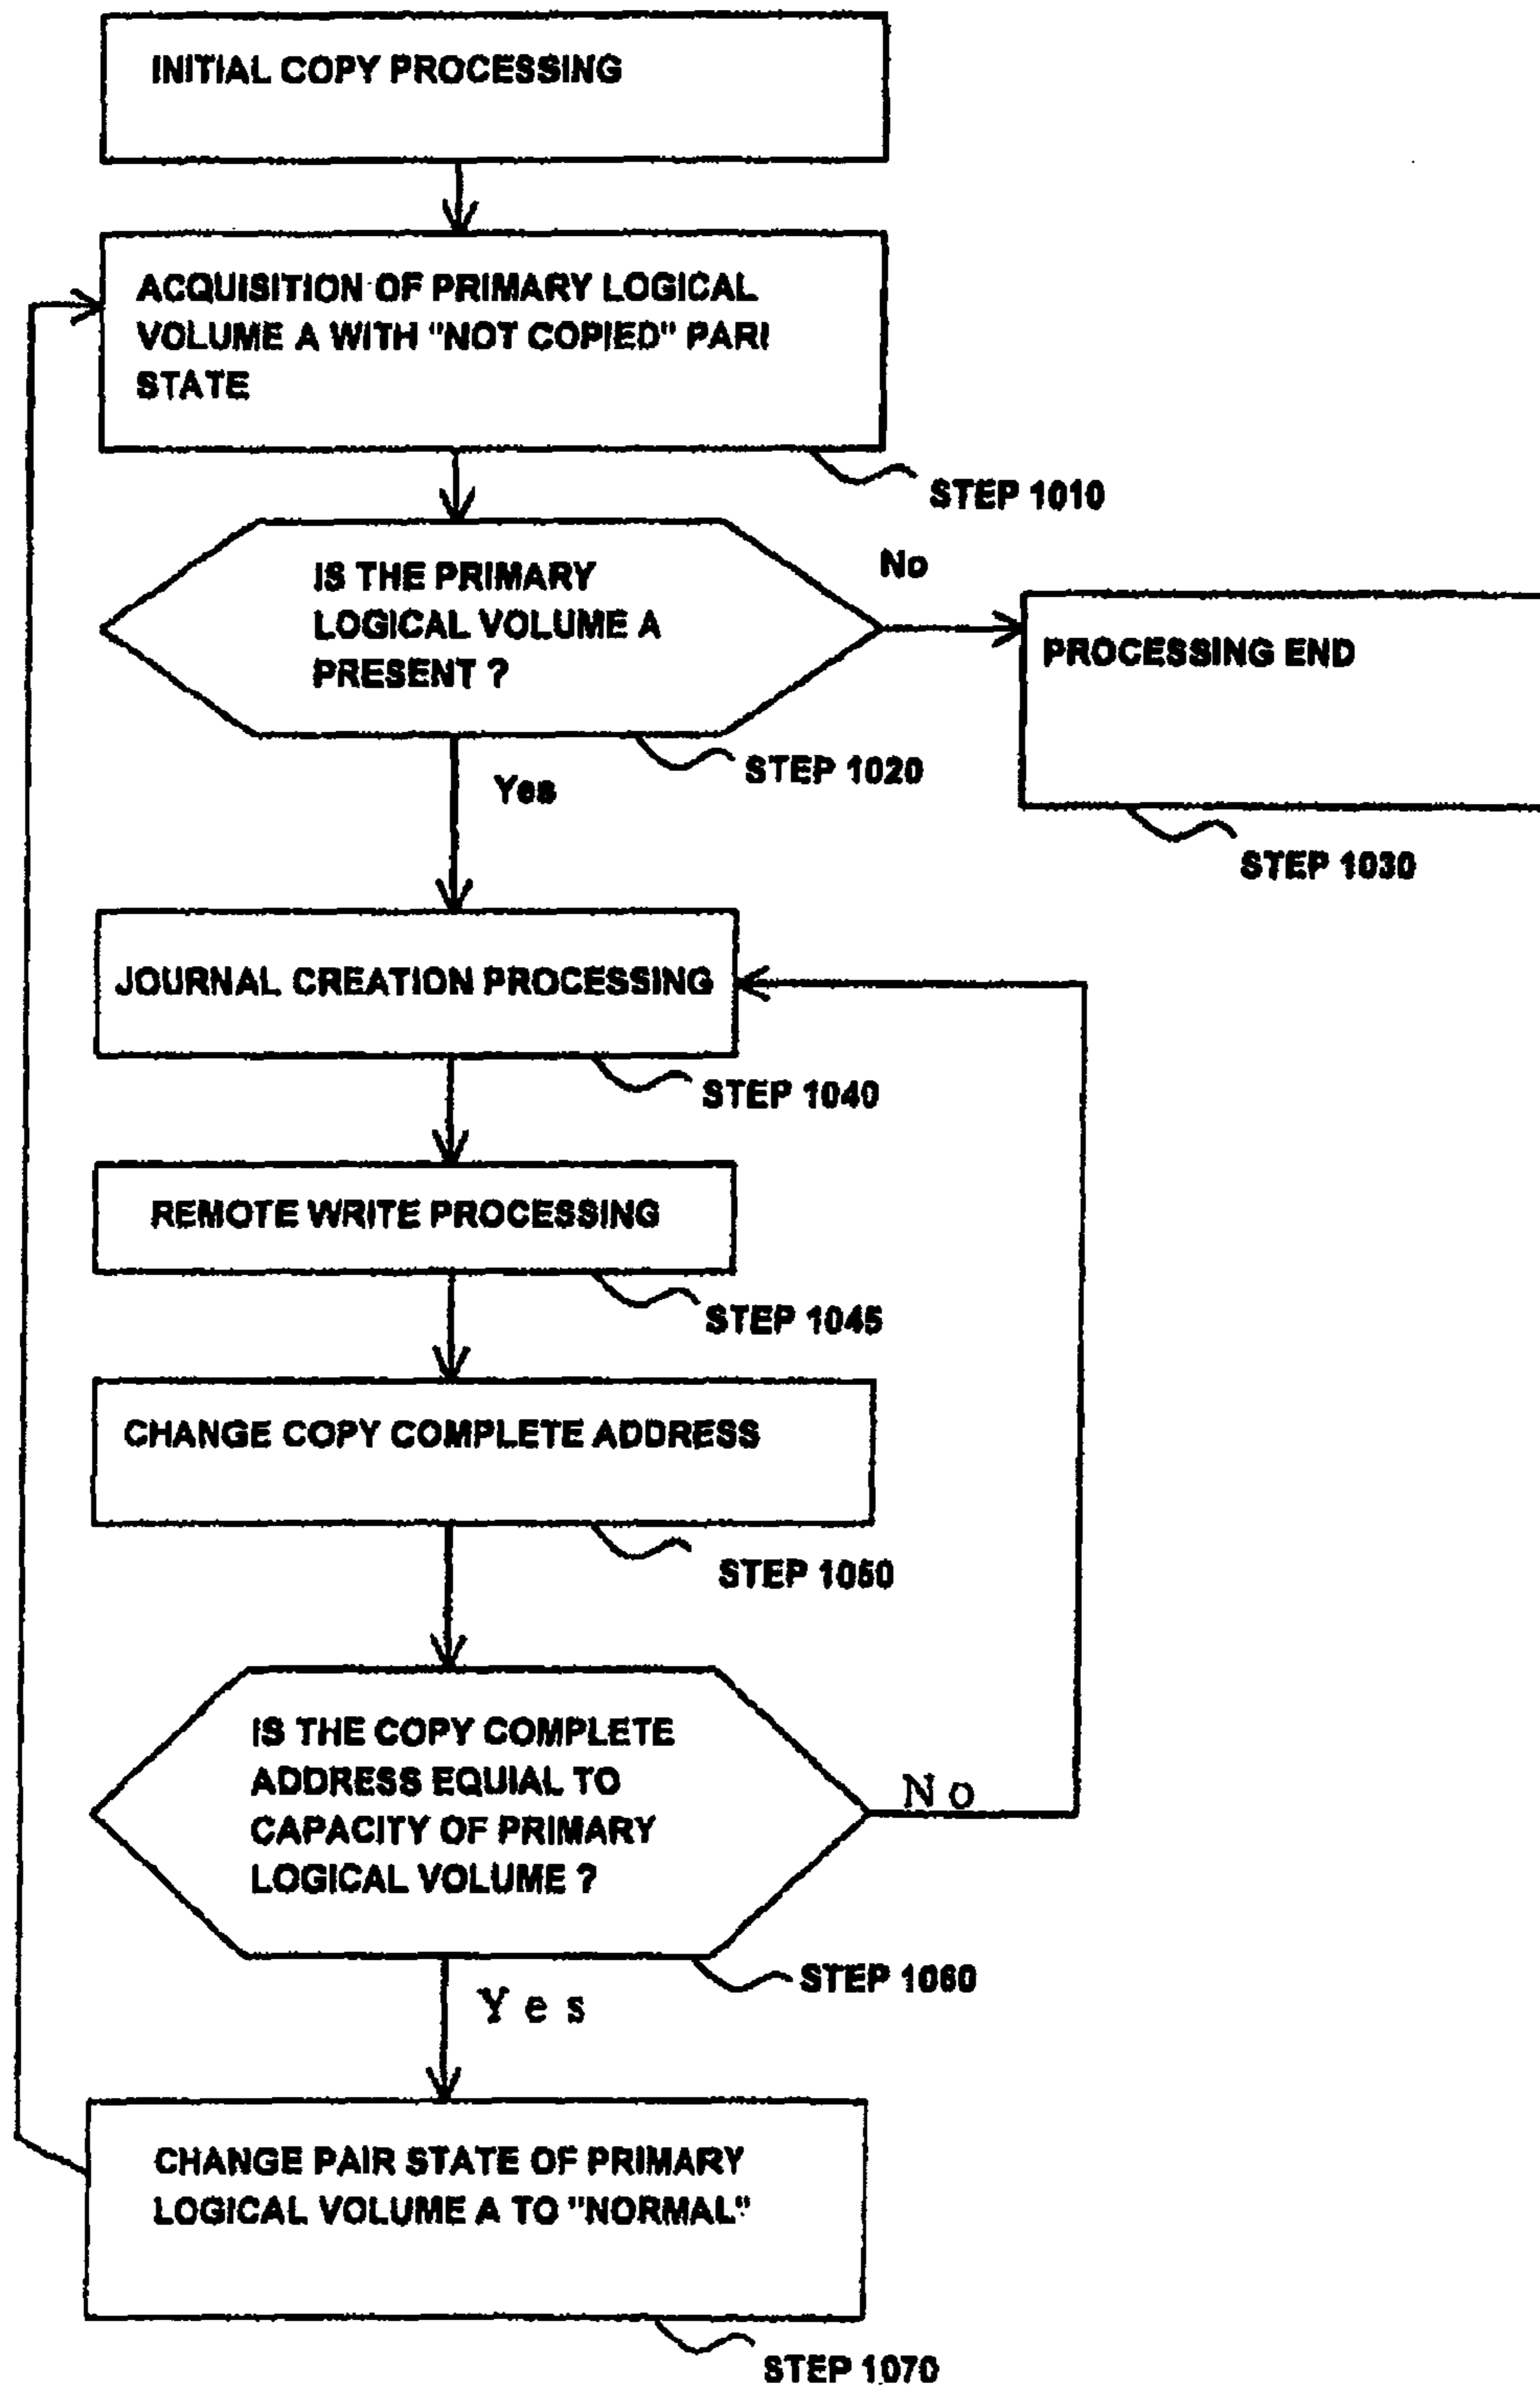 INITIAL COPY PROCESSING
ACQUISITION OF PRIMARY LOGICAL
VOLUME A WITH "NOT COPIED" PARI
STATE
STEP 1010
IS THE PRIMARY
LOGICAL VOLUME A
PRESENT ?
No
PROCESSING END
STEP 1020
Yes
STEP 1030
JOURNAL CREATION PROCESSING
STEP 1040
REMOTE WRITE PROCESSING
STEP 1045
CHANGE COPY COMPLETE ADDRESS
STEP 1050
IS THE COPY COMPLETE
ADDRESS EQUIAL TO
CAPACITY OF PRIMARY
LOGICAL VOLUME ?
No
STEP 1060
Yes
CHANGE PAIR STATE OF PRIMARY
LOGICAL VOLUME A TO "NORMAL"
STEP 1070